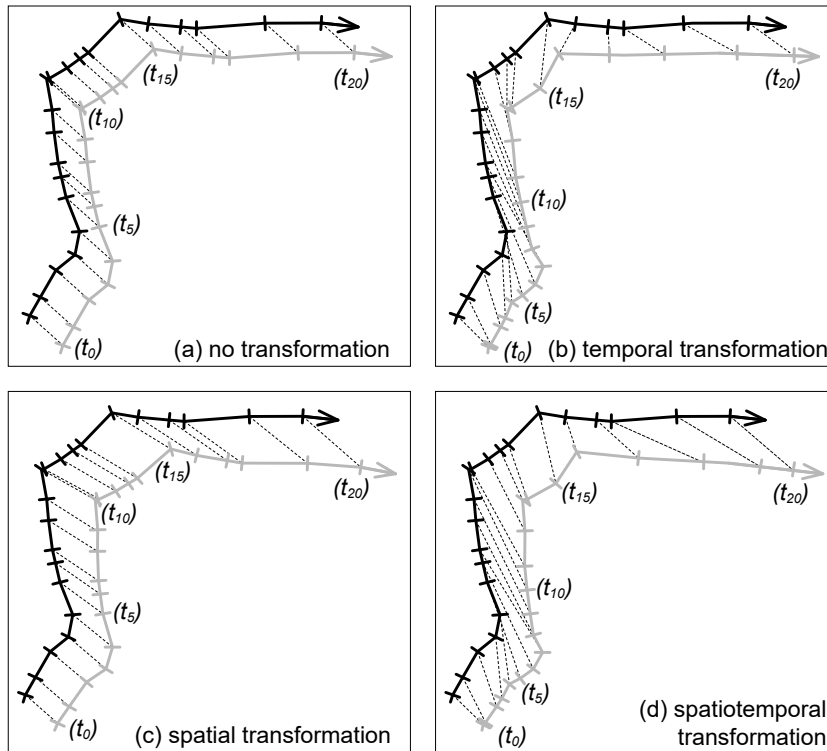 (t15)
(t20)
(t10)
(t5)
(t0)
(a) no transformation
(t20)
(t15)
(t10)
(t5)
(t0)
(b) temporal transformation
(t15)
(t20)
(t10)
(t5)
(t0)
(c) spatial transformation
(t15)
(t20)
(t10)
(t5)
(t0)
(d) spatiotemporal
transformation